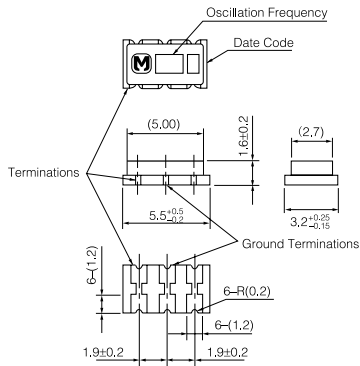 Oscillation Frequency
Date Code
M
(5.00)
1.6±0.2
(2.7)
Terminations
5.5+0.5−0.2
3.2+0.25−0.15
Ground Terminations
6–(1.2)
6–R(0.2)
6–(1.2)
1.9±0.2
1.9±0.2